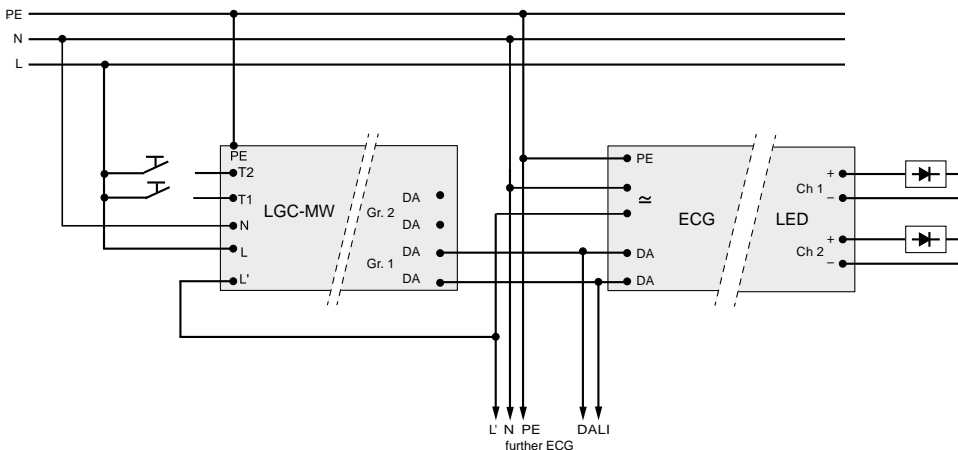 PE
N
L
PE
T2
T1
N
L
L'
LGC-MW
Gr. 2
Gr. 1
DA
DA
DA
DA
PE
≃
DA
DA
ECG
LED
+
Ch 1
−
+
Ch 2
−
L' N PE
further ECG
DALI